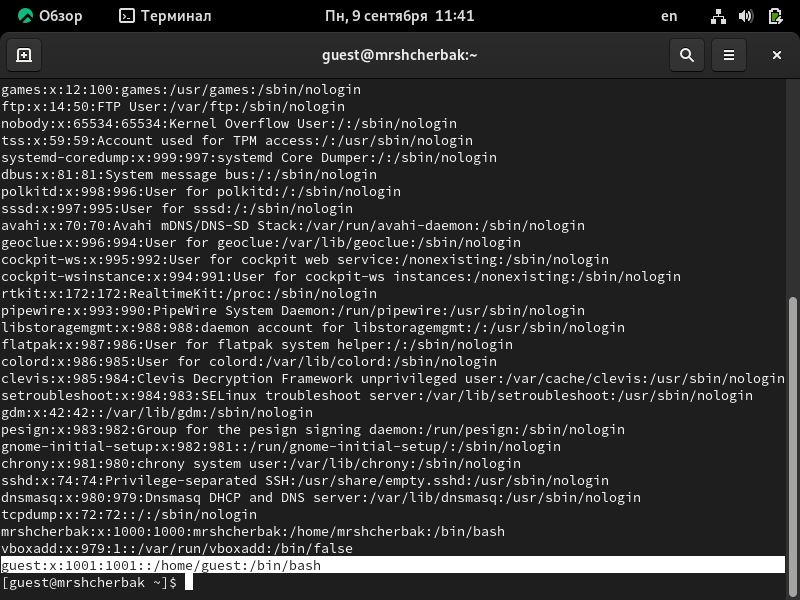 Обзор Терминал Пн, 9 сентября 11:41 en
guest@mrshcherbak:~
games:x:12:100:games:/usr/games:/sbin/nologin
ftp:x:14:50:FTP User:/var/ftp:/sbin/nologin
nobody:x:65534:65534:Kernel Overflow User:/:/sbin/nologin
tss:x:59:59:Account used for TPM access:/:/usr/sbin/nologin
systemd-coredump:x:999:997:systemd Core Dumper:/:/sbin/nologin
dbus:x:81:81:System message bus:/:/sbin/nologin
polkitd:x:998:996:User for polkitd:/:/sbin/nologin
sssd:x:997:995:User for sssd:/:/sbin/nologin
avahi:x:70:70:Avahi mDNS/DNS-SD Stack:/var/run/avahi-daemon:/sbin/nologin
geoclue:x:996:994:User for geoclue:/var/lib/geoclue:/sbin/nologin
cockpit-ws:x:995:992:User for cockpit web service:/nonexisting:/sbin/nologin
cockpit-wsinstance:x:994:991:User for cockpit-ws instances:/nonexisting:/sbin/nologin
rtkit:x:172:172:RealtimeKit:/proc:/sbin/nologin
pipewire:x:993:990:PipeWire System Daemon:/run/pipewire:/usr/sbin/nologin
libstoragemgmt:x:988:988:daemon account for libstoragemgmt:/:/usr/sbin/nologin
flatpak:x:987:986:User for flatpak system helper:/:/sbin/nologin
colord:x:986:985:User for colord:/var/lib/colord:/sbin/nologin
clevis:x:985:984:Clevis Decryption Framework unprivileged user:/var/cache/clevis:/usr/sbin/nologin
setroubleshoot:x:984:983:SELinux troubleshoot server:/var/lib/setroubleshoot:/usr/sbin/nologin
gdm:x:42:42::/var/lib/gdm:/sbin/nologin
pesign:x:983:982:Group for the pesign signing daemon:/run/pesign:/sbin/nologin
gnome-initial-setup:x:982:981::/run/gnome-initial-setup/:/sbin/nologin
chrony:x:981:980:chrony system user:/var/lib/chrony:/sbin/nologin
sshd:x:74:74:Privilege-separated SSH:/usr/share/empty.sshd:/usr/sbin/nologin
dnsmasq:x:980:979:Dnsmasq DHCP and DNS server:/var/lib/dnsmasq:/usr/sbin/nologin
tcpdump:x:72:72::/:/sbin/nologin
mrshcherbak:x:1000:1000:mrshcherbak:/home/mrshcherbak:/bin/bash
vboxadd:x:979:1::/var/run/vboxadd:/bin/false
guest:x:1001:1001::/home/guest:/bin/bash
[guest@mrshcherbak ~]$